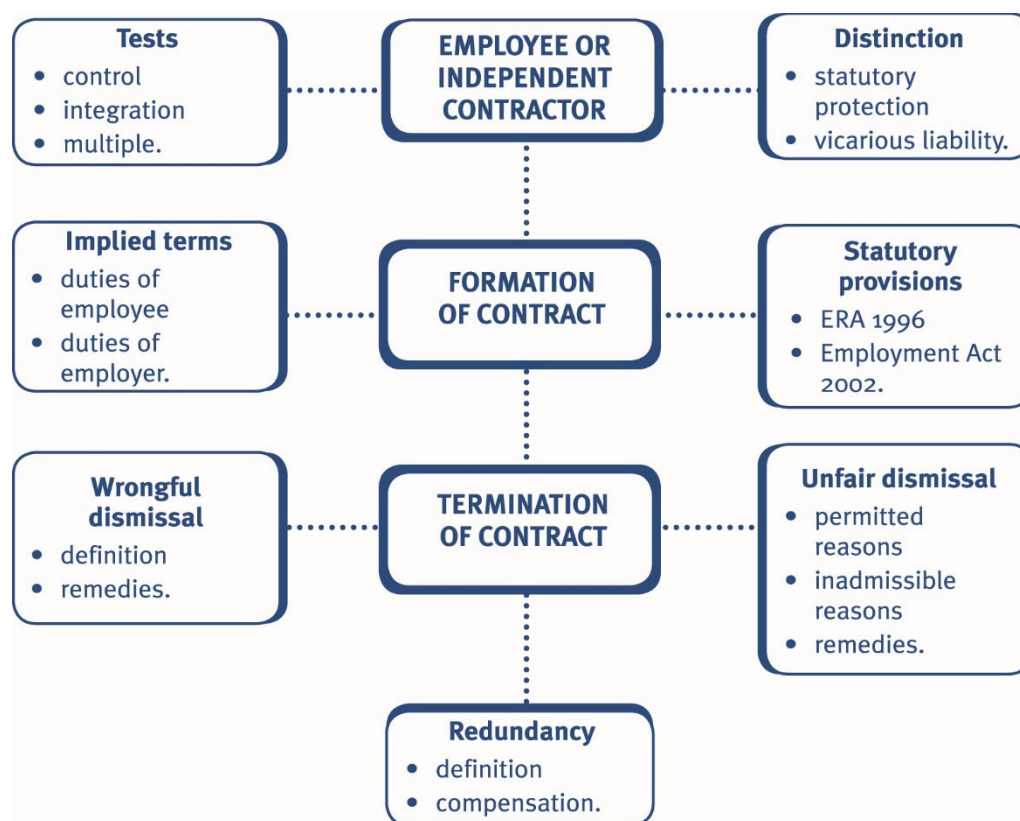 Tests
• control
• integration
• multiple.
EMPLOYEE OR
INDEPENDENT
CONTRACTOR
Distinction
• statutory
protection
• vicarious liability.
Implied terms
• duties of
employee
• duties of
employer.
FORMATION
OF CONTRACT
Statutory
provisions
• ERA 1996
• Employment Act
2002.
Wrongful
dismissal
• definition
• remedies.
TERMINATION
OF CONTRACT
Unfair dismissal
• permitted
reasons
• inadmissible
reasons
• remedies.
Redundancy
• definition
• compensation.